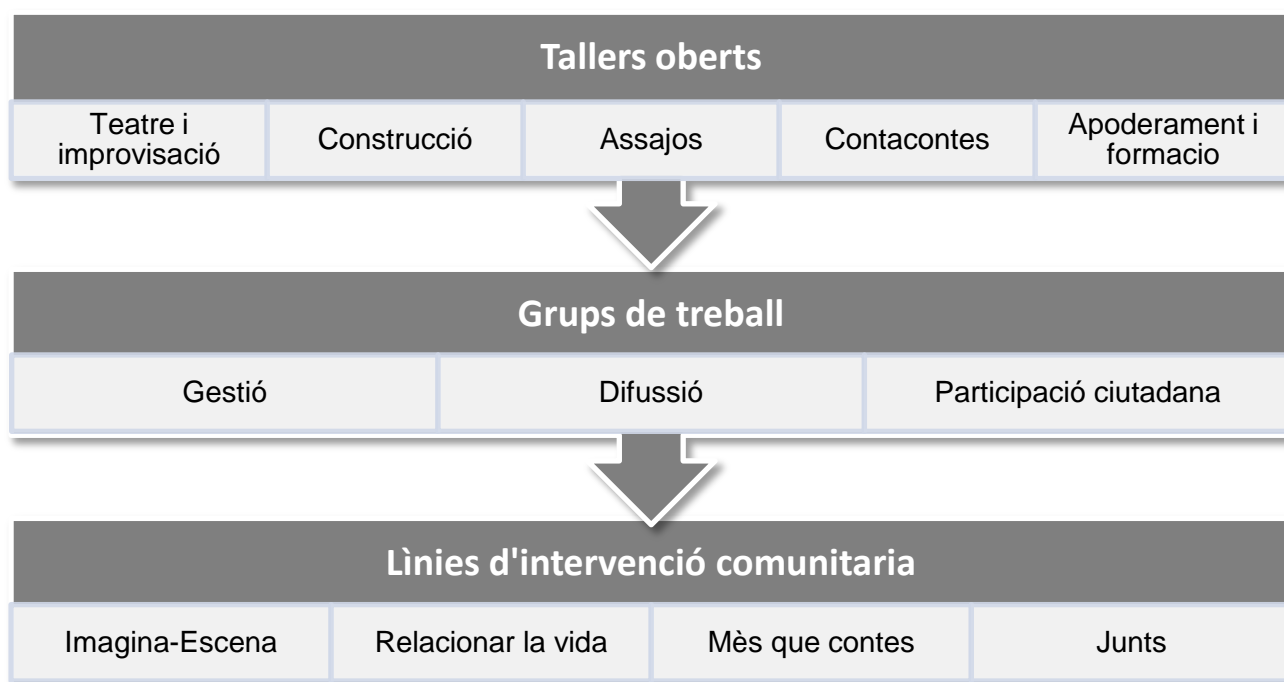 Tallers oberts
Teatre i
improvisació
Construcció
Assajos
Contacontes
Apoderament i
formacio
Grups de treball
Gestió
Difussió
Participació ciutadana
Lìnies d'intervenció comunitaria
Imagina-Escena
Relacionar la vida
Mès que contes
Junts